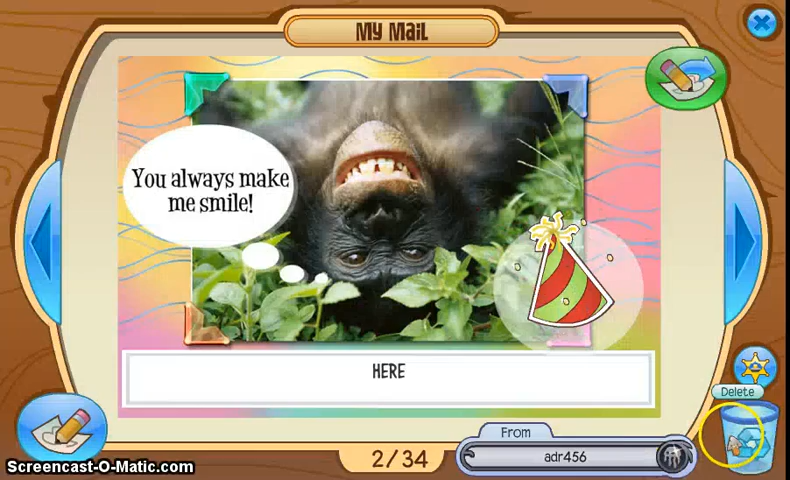 My Mail
You always make
me smile!
HERE
Delete
From
adr456
2/34
Screencast-O-Matic.com